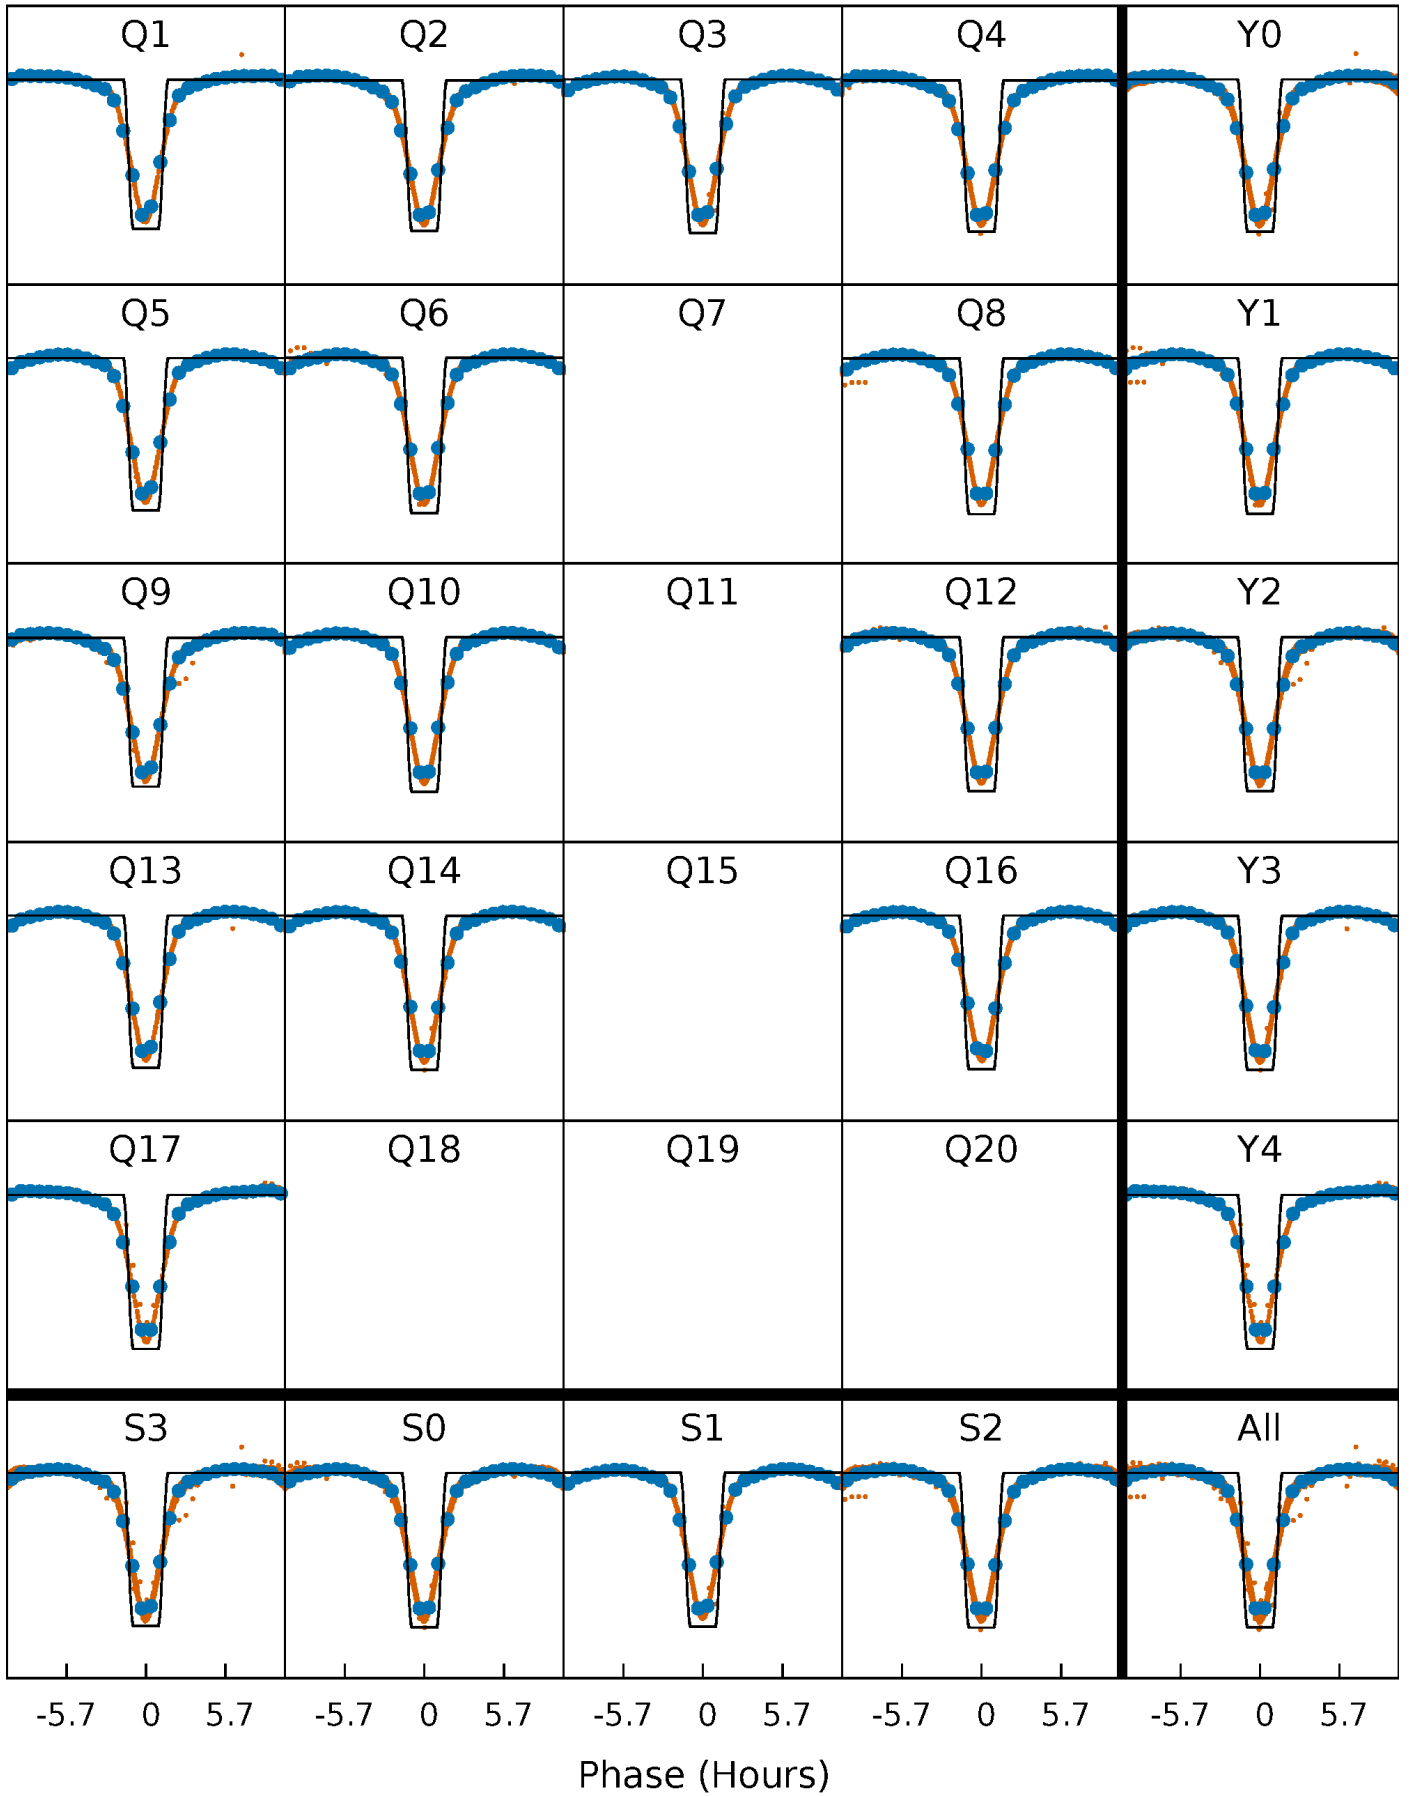 Q1 Q2 Q3 Q4 Y0
Q5 Q6 Q7 Q8 Y1
Q9 Q10 Q11 Q12 Y2
Q13 Q14 Q15 Q16 Y3
Q17 Q18 Q19 Q20 Y4
S3 S0 S1 S2 All
-5.7 0 5.7 -5.7 0 5.7 -5.7 0 5.7 -5.7 0 5.7 -5.7 0 5.7
Phase (Hours)